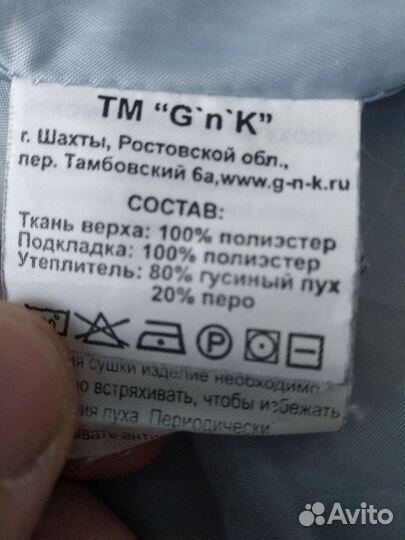 ТМ "G`n`K"
г. Шахты, Ростовской обл.,
пер. Тамбовский 6а,www.g-n-k.ru
СОСТАВ:
Ткань верха: 100% полиэстер
Подкладка: 100% полиэстер
Утеплитель: 80% гусиный пух
20% перо
P
сушки изделие необходимо
встряхивать, чтобы избежать
пуха. Периодически
Avito